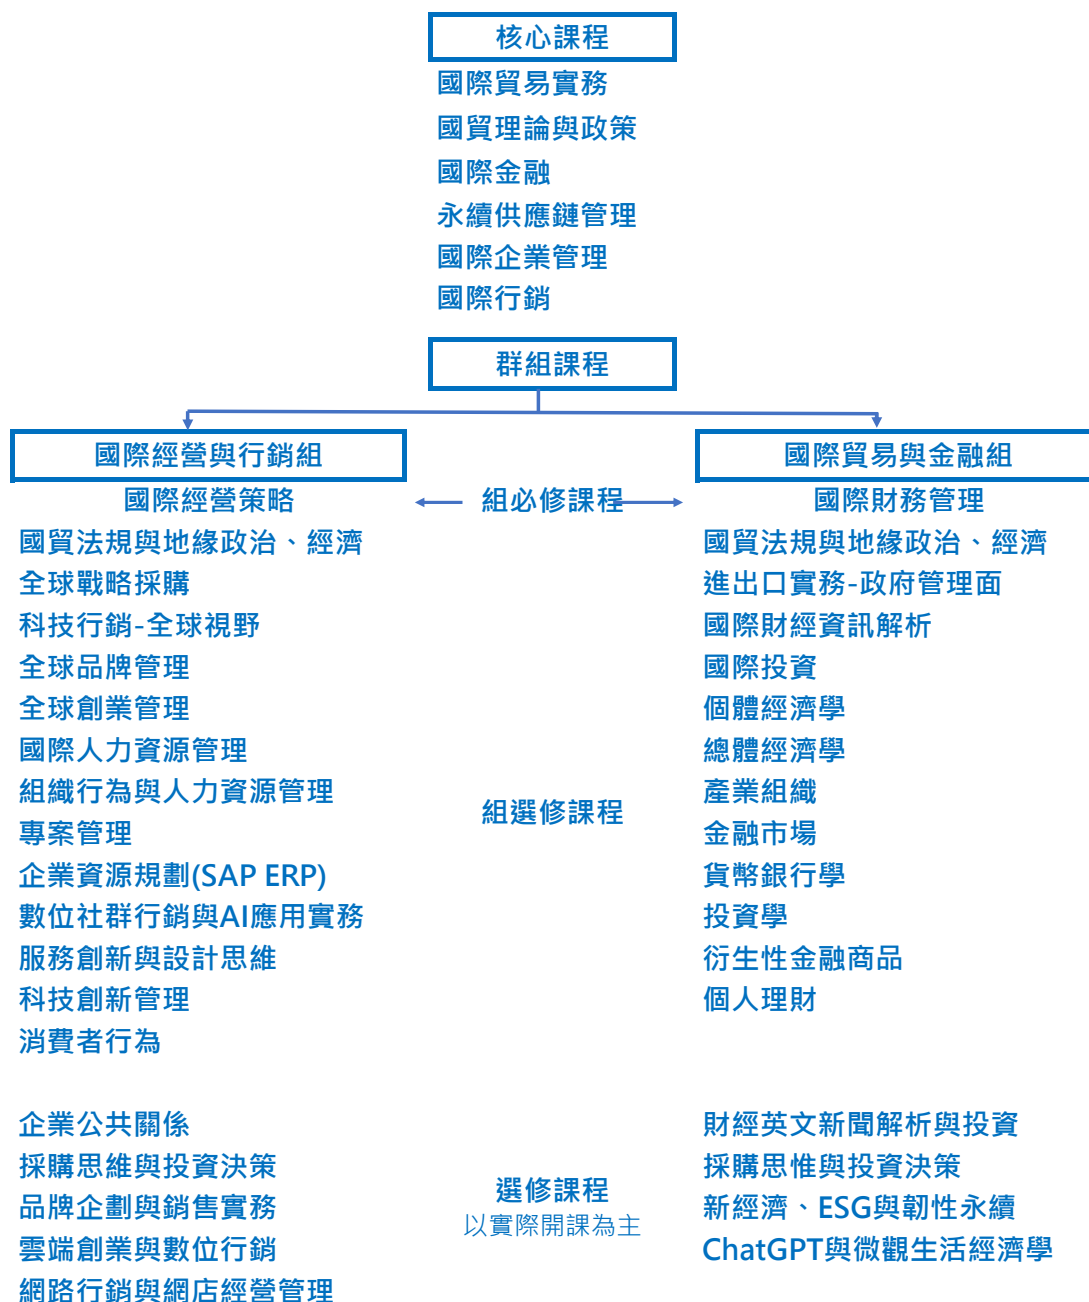 核心課程
國際貿易實務
國貿理論與政策
國際金融
永續供應鏈管理
國際企業管理
國際行銷
群組課程
國際經營與行銷組
國際貿易與金融組
國際經營策略
組必修課程
國際財務管理
國貿法規與地緣政治、經濟
全球戰略採購
科技行銷-全球視野
全球品牌管理
全球創業管理
國際人力資源管理
組織行為與人力資源管理
專案管理
企業資源規劃(SAP ERP)
數位社群行銷與AI應用實務
服務創新與設計思維
科技創新管理
消費者行為
組選修課程
國貿法規與地緣政治、經濟
進出口實務-政府管理面
國際財經資訊解析
國際投資
個體經濟學
總體經濟學
產業組織
金融市場
貨幣銀行學
投資學
衍生性金融商品
個人理財
企業公共關係
採購思維與投資決策
品牌企劃與銷售實務
雲端創業與數位行銷
網路行銷與網店經營管理
選修課程
以實際開課為主
財經英文新聞解析與投資
採購思惟與投資決策
新經濟、ESG與韌性永續
ChatGPT與微觀生活經濟學